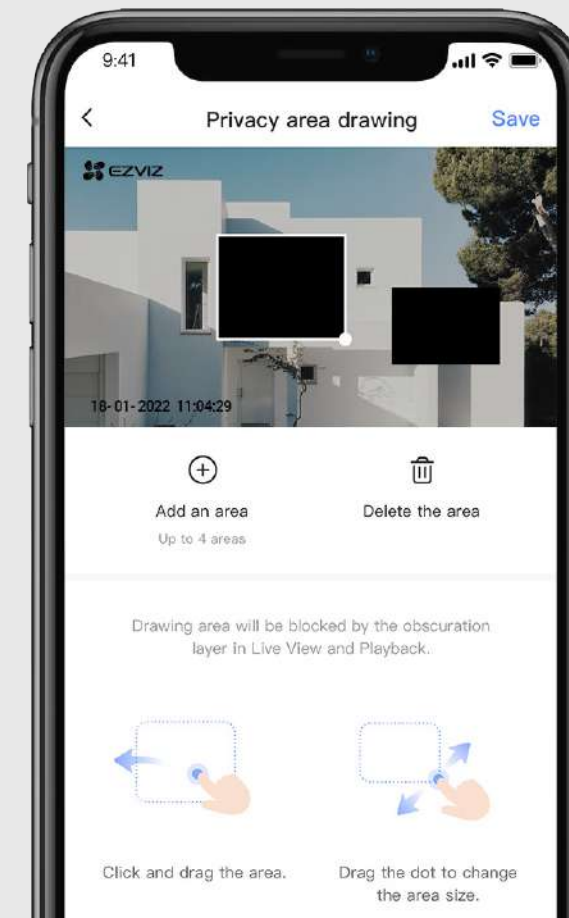 9:41
Privacy area drawing
Save
EZVIZ
18-01-2022 11:04:29
Add an area
Delete the area
Up to 4 areas
Drawing area will be blocked by the obscuration
layer in Live View and Playback.
Click and drag the area.
Drag the dot to change
the area size.